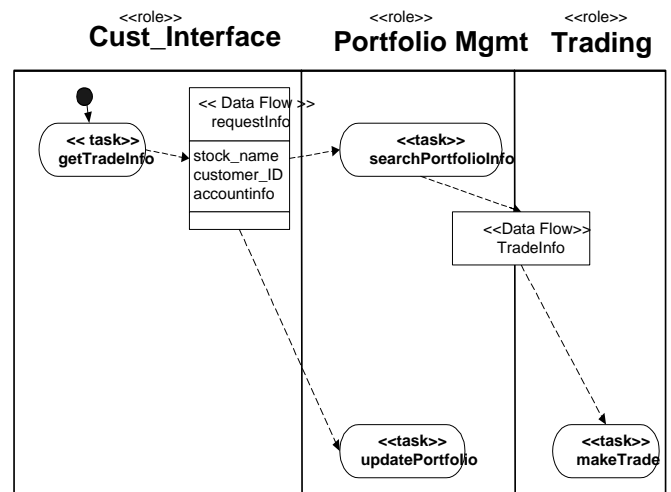 <<role>>
Cust_Interface
<<role>>
Portfolio Mgmt
<<role>>
Trading
<< task>>
getTradeInfo
<< Data Flow >>
requestInfo
stock_name
customer_ID
accountinfo
<<task>>
searchPortfolioInfo
<<Data Flow>>
TradeInfo
<<task>>
updatePortfolio
<<task>>
makeTrade